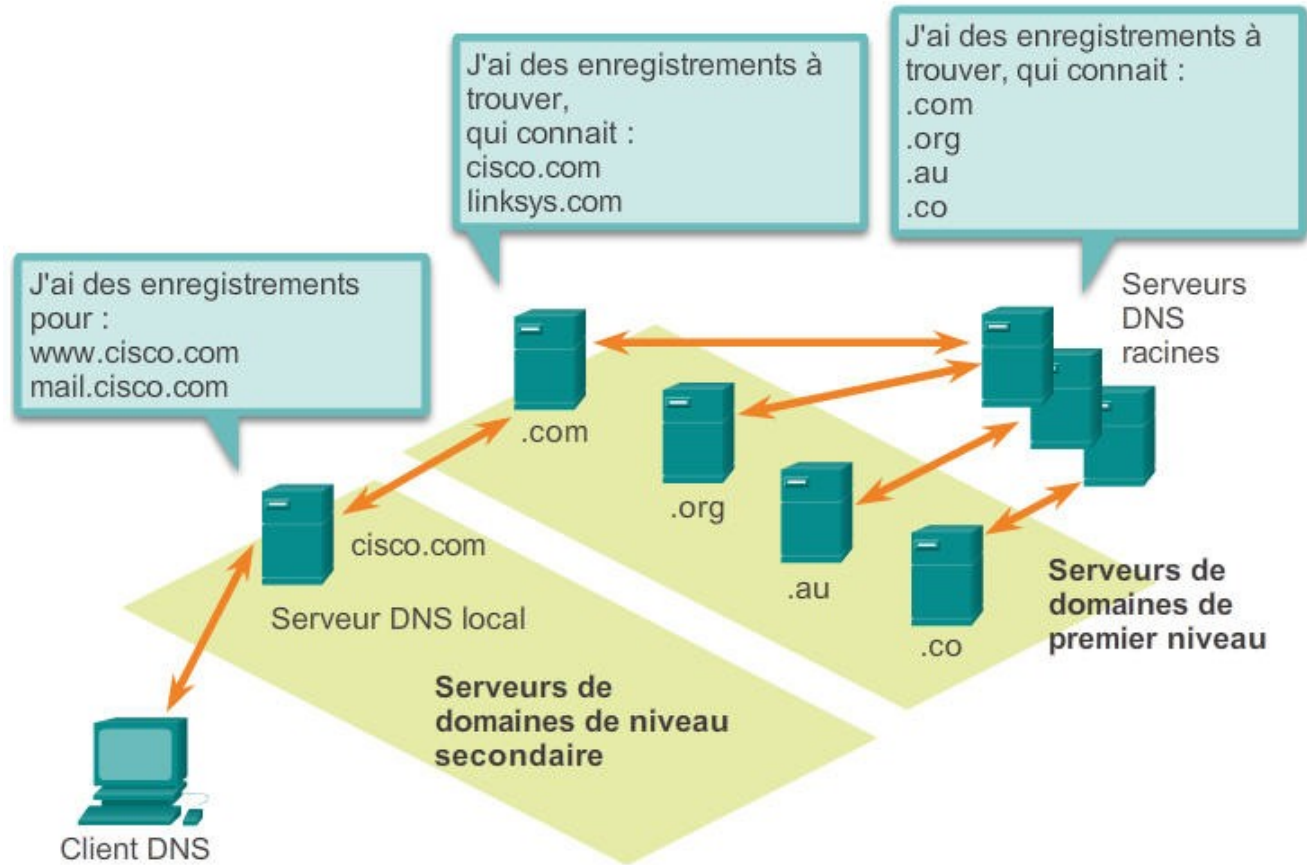 J'ai des enregistrements à
trouver,
qui connait :
cisco.com
linksys.com
J'ai des enregistrements à
trouver, qui connait :
.com
.org
.au
.co
J'ai des enregistrements
pour :
www.cisco.com
mail.cisco.com
Serveurs
DNS
racines
.com
.org
.au
.co
cisco.com
Serveur DNS local
Serveurs de
domaines de
premier niveau
Serveurs de
domaines de niveau
secondaire
Client DNS